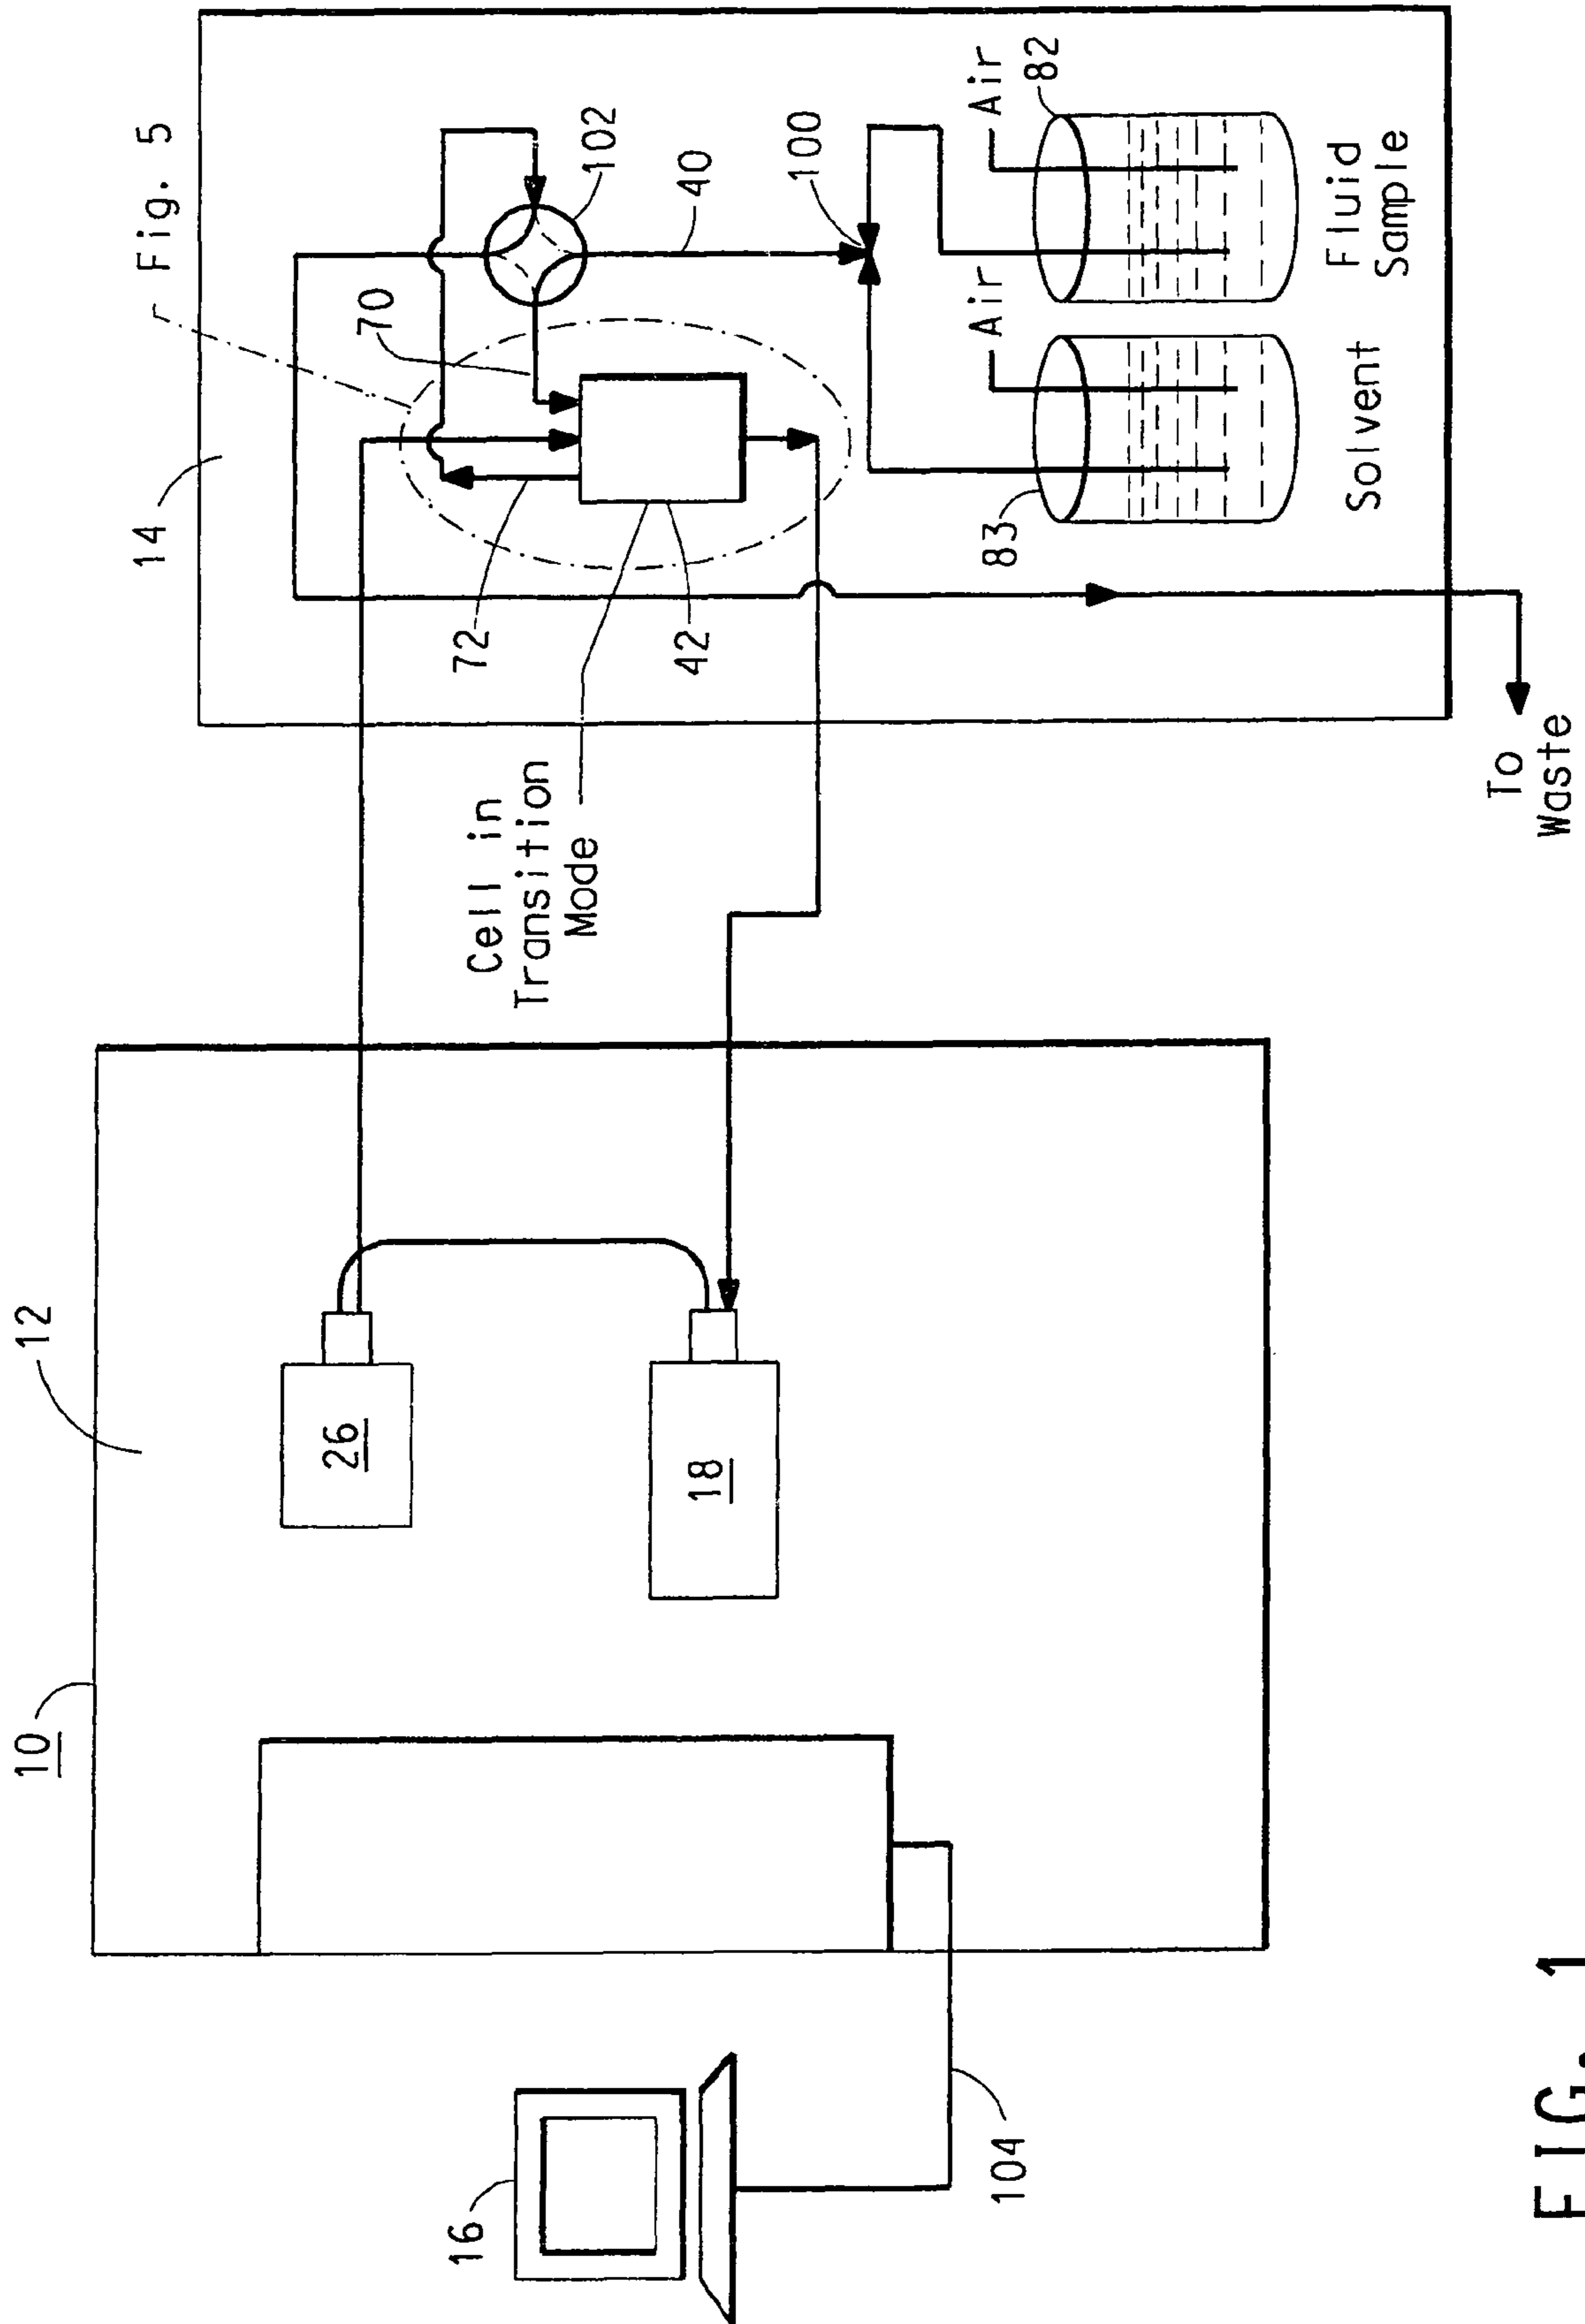 10
12
14
Fig. 5
26
18
16
104
Cell in
Transition
Mode
72
42
70
102
40
100
Air
Air
83
82
Solvent
Fluid
Sample
To
Waste
FIG. 1